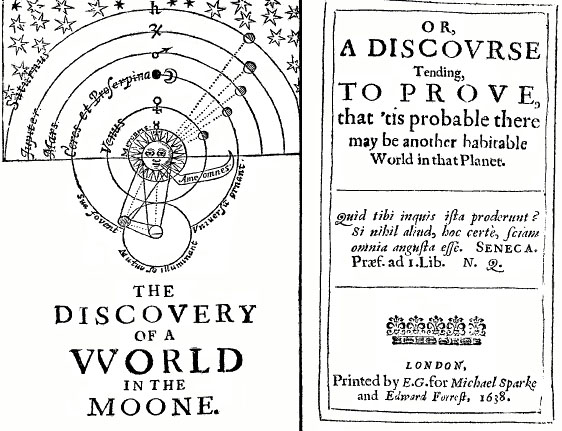 ♄
♃
♂
☽
♀
☿
Saturnus
Jupiter
Mars
Ceres et Proserpina
Venus
Mercurius
Ame omnes
Sua fovent
Vniversũ ornant.
Mutuo se illuminant
THE
DISCOVERY
OF A
VVORLD
IN THE
MOONE.
OR,
A DISCOVRSE
Tending,
TO PROVE,
that 'tis probable there
may be another habitable
World in that Planet.
Quid tibi inquis iſta proderunt?
Si nihil aliud, hoc certè, ſciam
omnia anguſta eſſe. SENECA.
Præf. ad 1. Lib. N. Q.
LONDON,
Printed by E.G. for Michael Sparke
and Edward Forreſt, 1638.